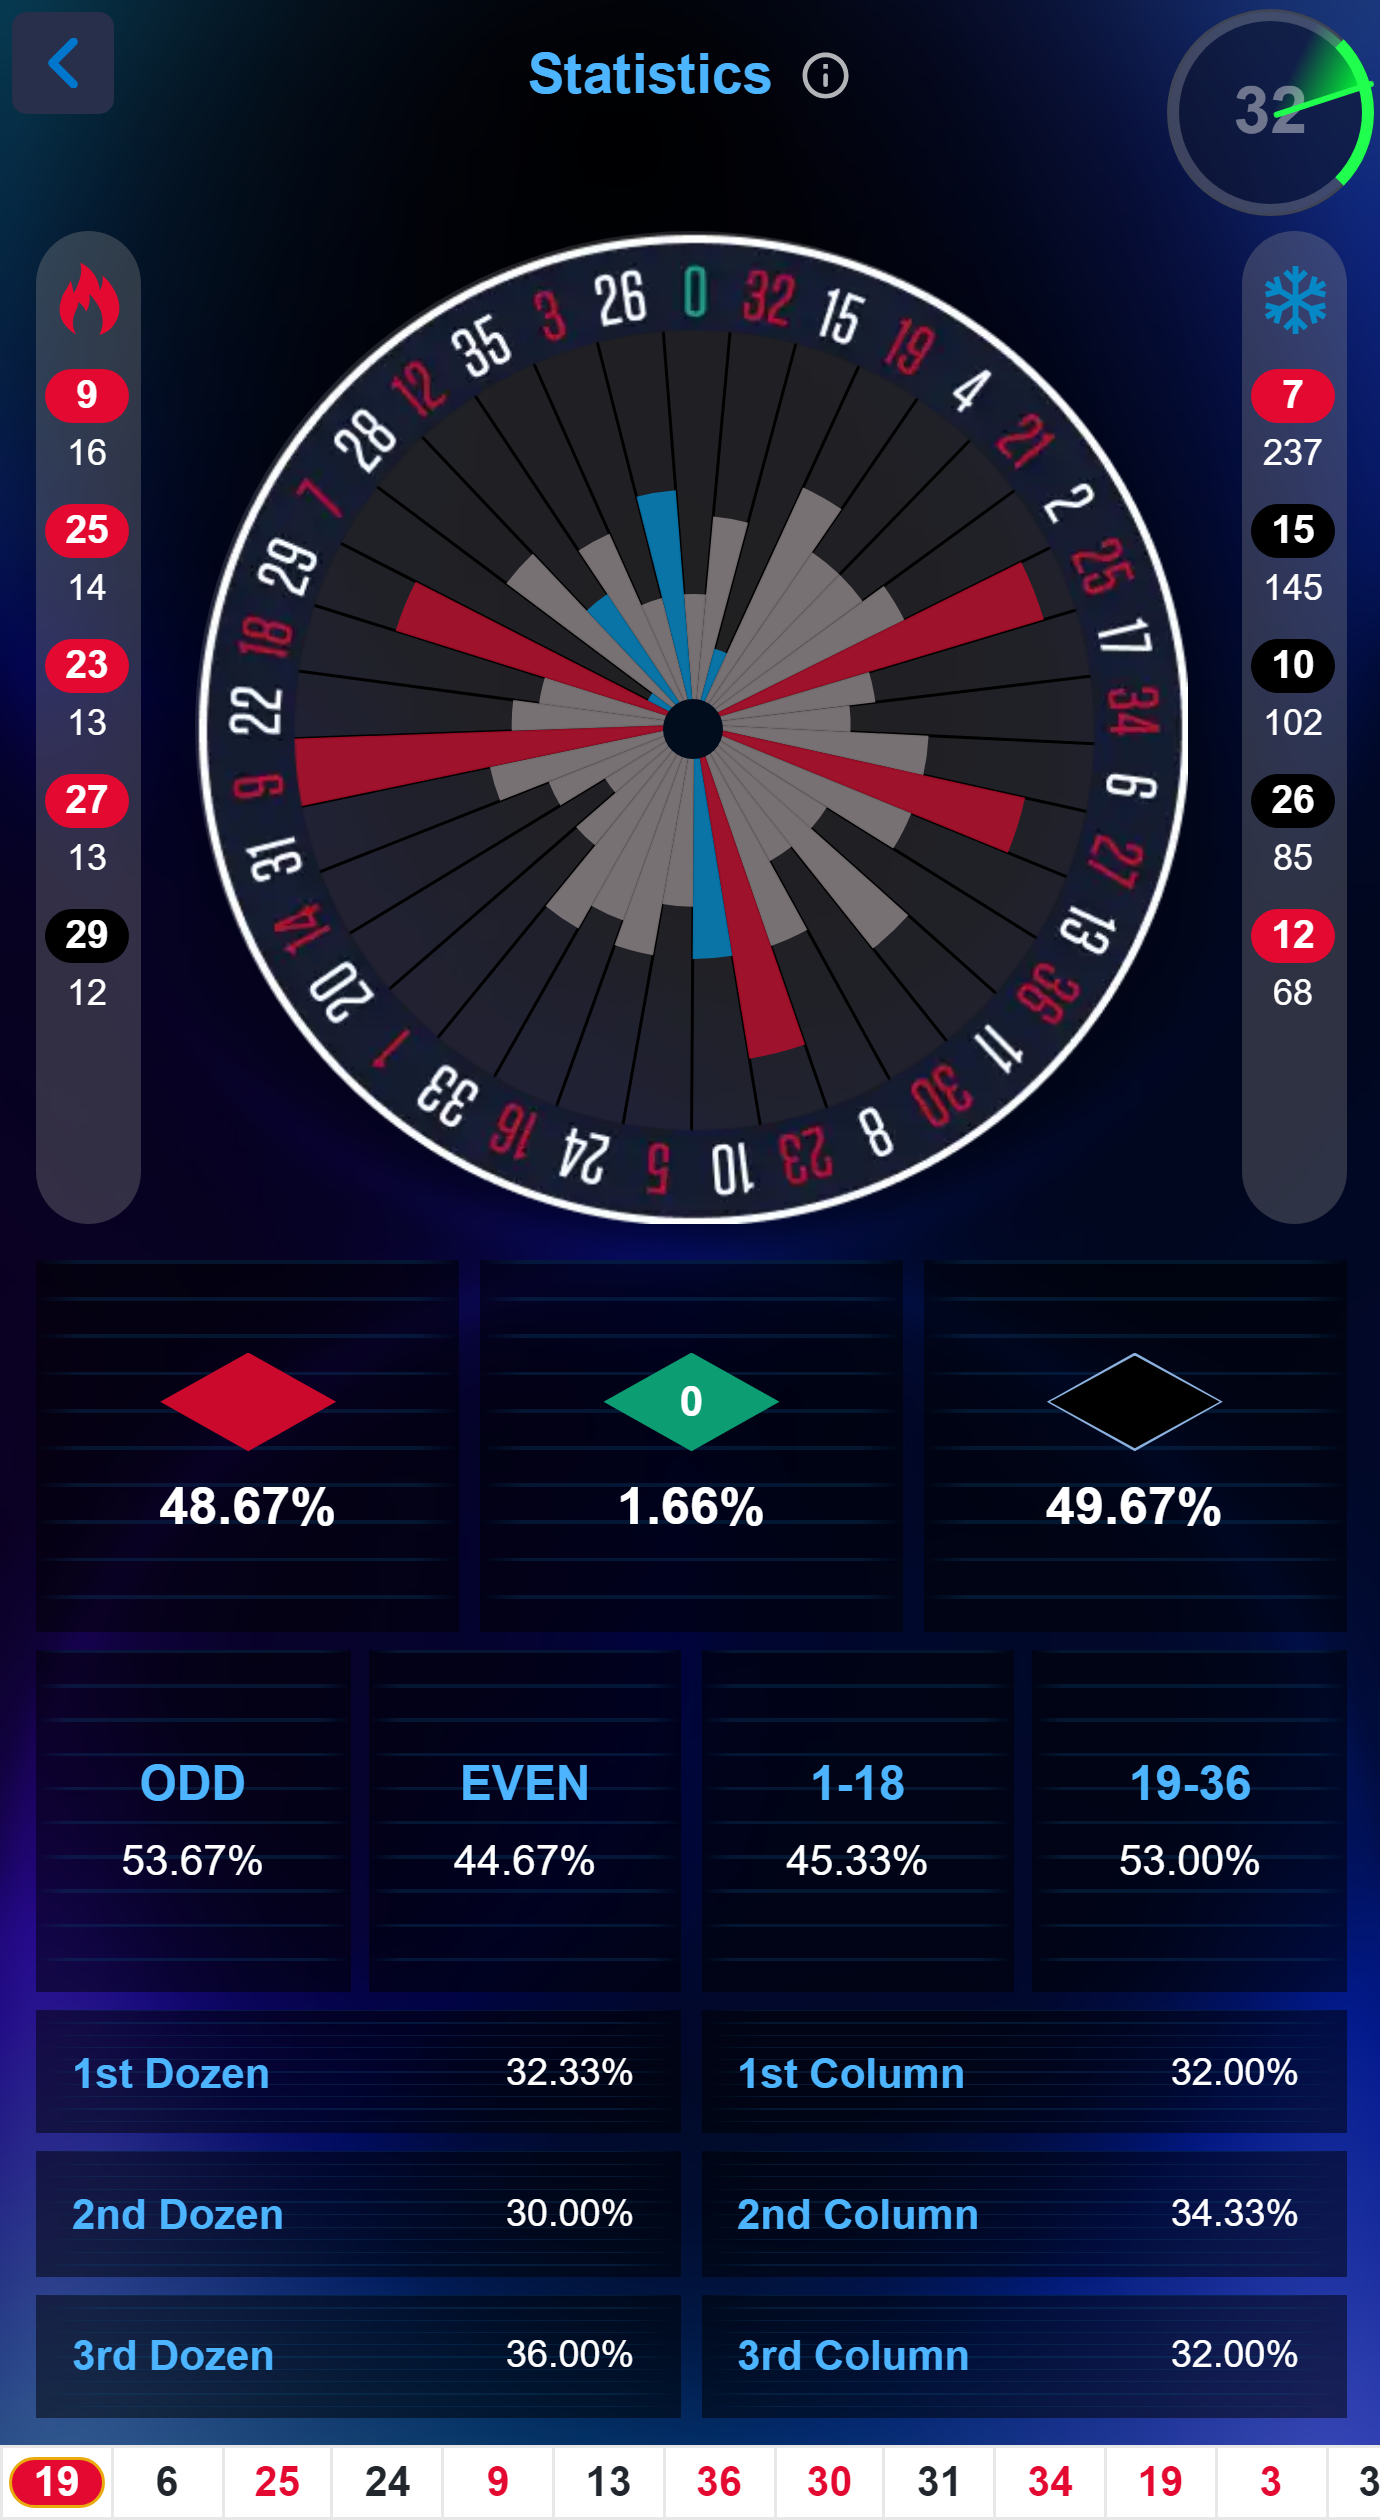 Statistics
32
0 32 15 19 4 21 2 25 17 34 6 27 13 36 11 30 8 23 10 5 24 16 33 1 20 14 31 9 22 18 29 7 28 12 35 3 26
9
16
25
14
23
13
27
13
29
12
7
237
15
145
10
102
26
85
12
68
0
48.67% 1.66% 49.67%
ODD EVEN 1-18 19-36
53.67% 44.67% 45.33% 53.00%
1st Dozen 32.33% 1st Column 32.00%
2nd Dozen 30.00% 2nd Column 34.33%
3rd Dozen 36.00% 3rd Column 32.00%
19 6 25 24 9 13 36 30 31 34 19 3